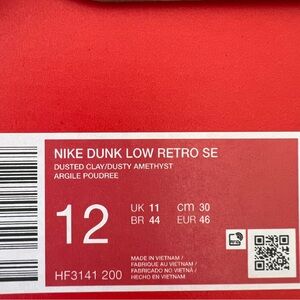 NIKE DUNK LOW RETRO SE
DUSTED CLAY/DUSTY AMETHYST
ARGILE POUDREE
12
UK 11 cm 30
BR 44 EUR 46
MADE IN VIETNAM /
FABRIQUE AU VIETNAM /
FABRICADO NO VIETNÃ /
HECHO EN VIETNAM
HF3141 200